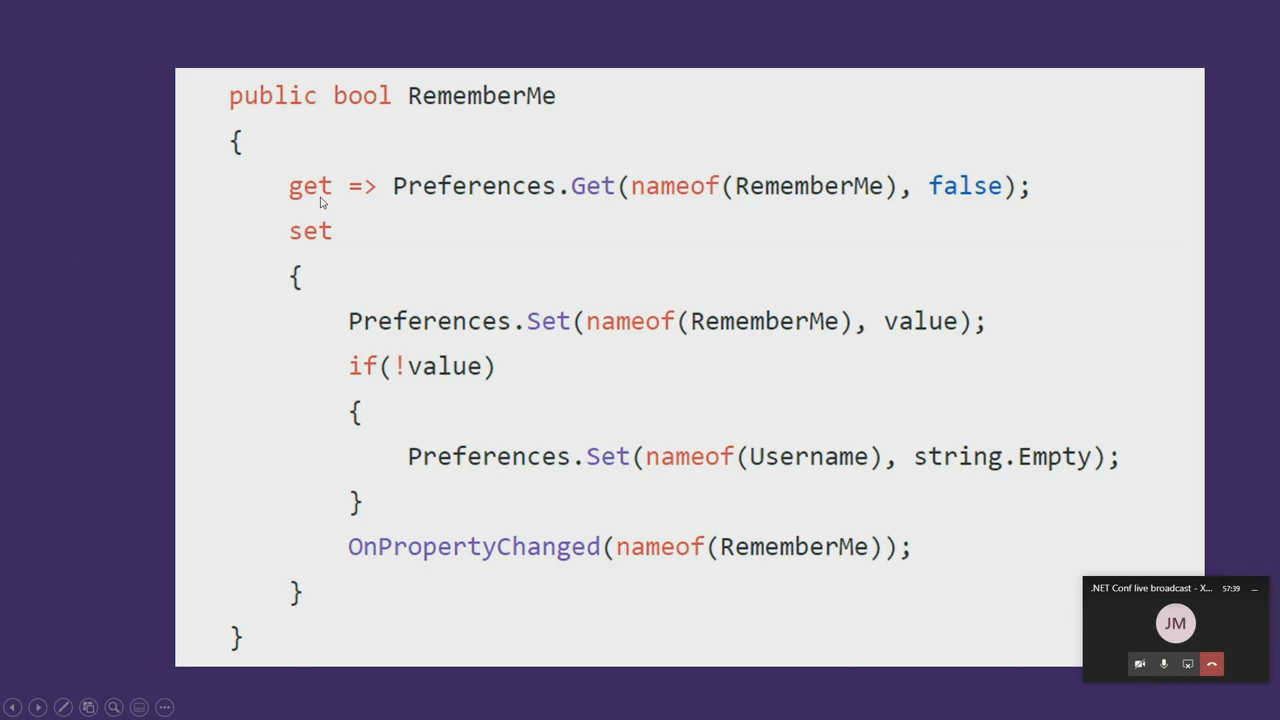 public bool RememberMe
{
get => Preferences.Get(nameof(RememberMe), false);
set
{
Preferences.Set(nameof(RememberMe), value);
if(!value)
{
Preferences.Set(nameof(Username), string.Empty);
}
OnPropertyChanged(nameof(RememberMe));
}
}
.NET Conf live broadcast - X... 57:39
JM